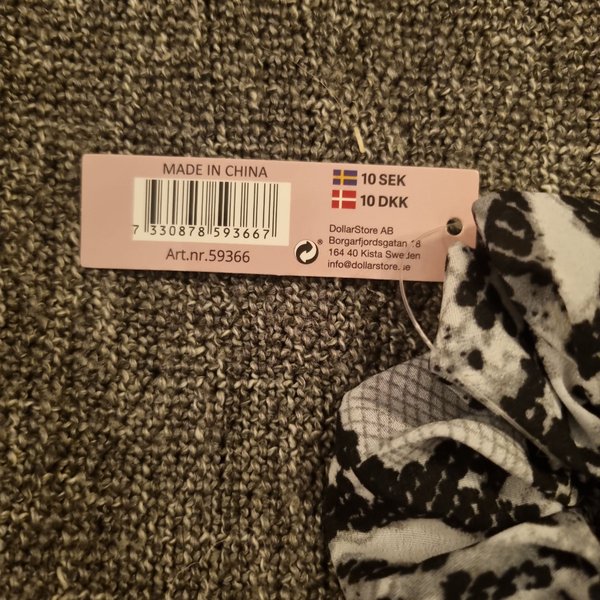 MADE IN CHINA
7 330878 593667
Art.nr.59366
10 SEK
10 DKK
DollarStore AB
Borgarfjordsgatan 18
164 40 Kista Sweden
info@dollarstore.se
®